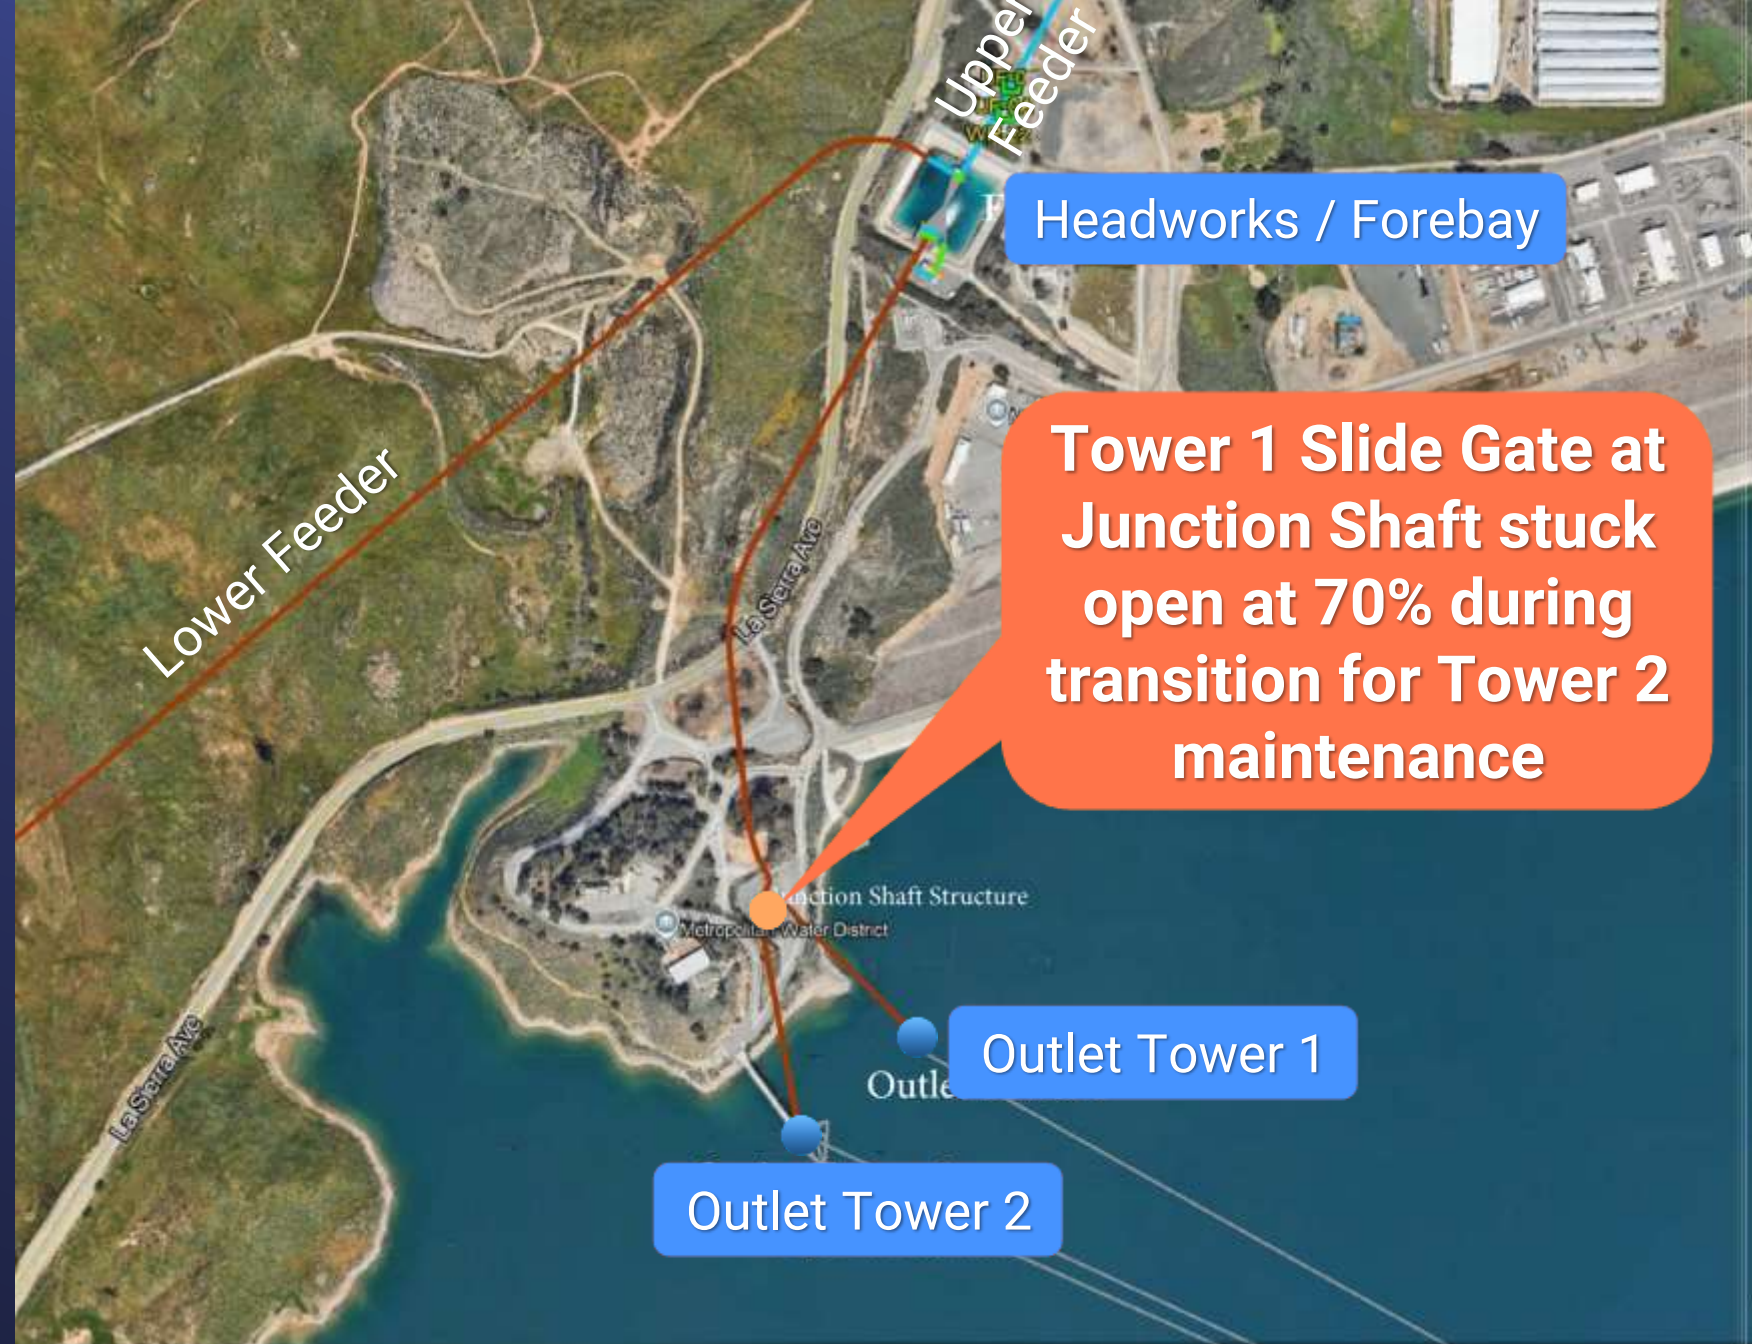 Upper
Feeder
Headworks / Forebay
Lower Feeder
Tower 1 Slide Gate at
Junction Shaft stuck
open at 70% during
transition for Tower 2
maintenance
La Sierra Ave
Junction Shaft Structure
Metropolitan Water District
Outlet Tower 1
La Sierra Ave
Outlet Tower 2